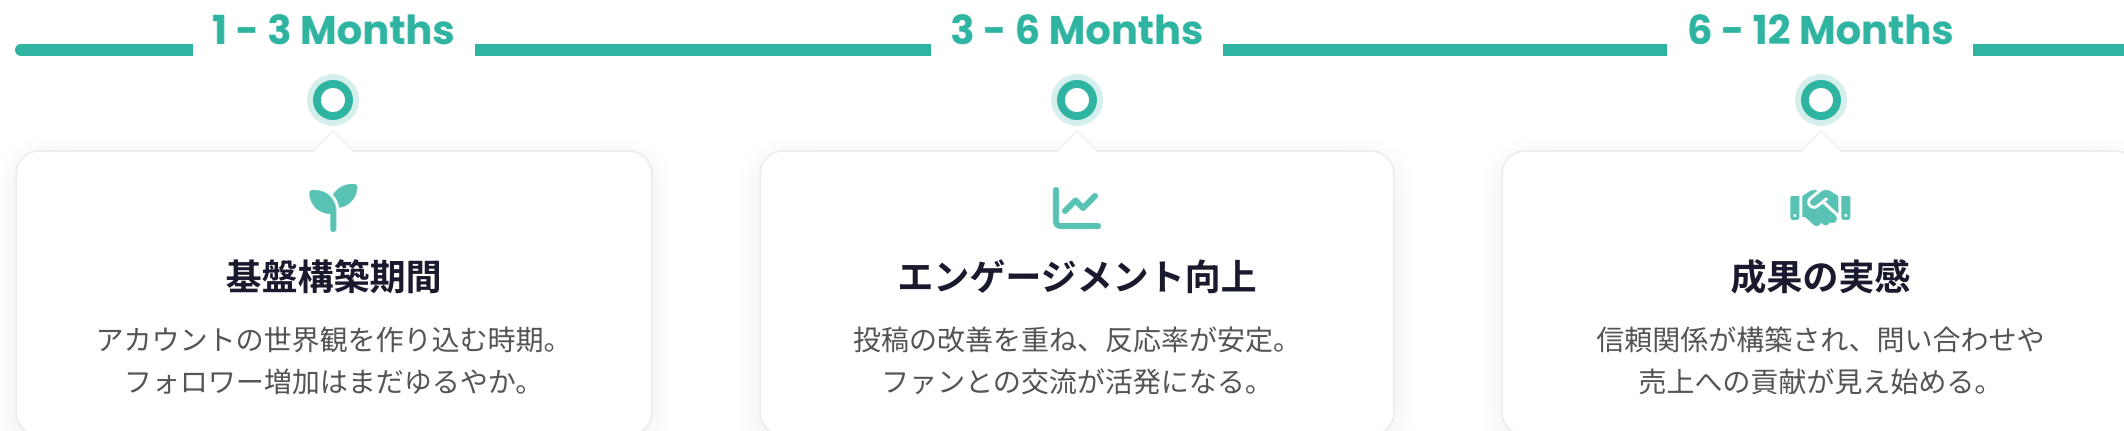 1 – 3 Months
3 – 6 Months
6 – 12 Months
基盤構築期間
アカウントの世界観を作り込む時期。
フォロワー増加はまだゆるやか。
エンゲージメント向上
投稿の改善を重ね、反応率が安定。
ファンとの交流が活発になる。
成果の実感
信頼関係が構築され、問い合わせや
売上への貢献が見え始める。